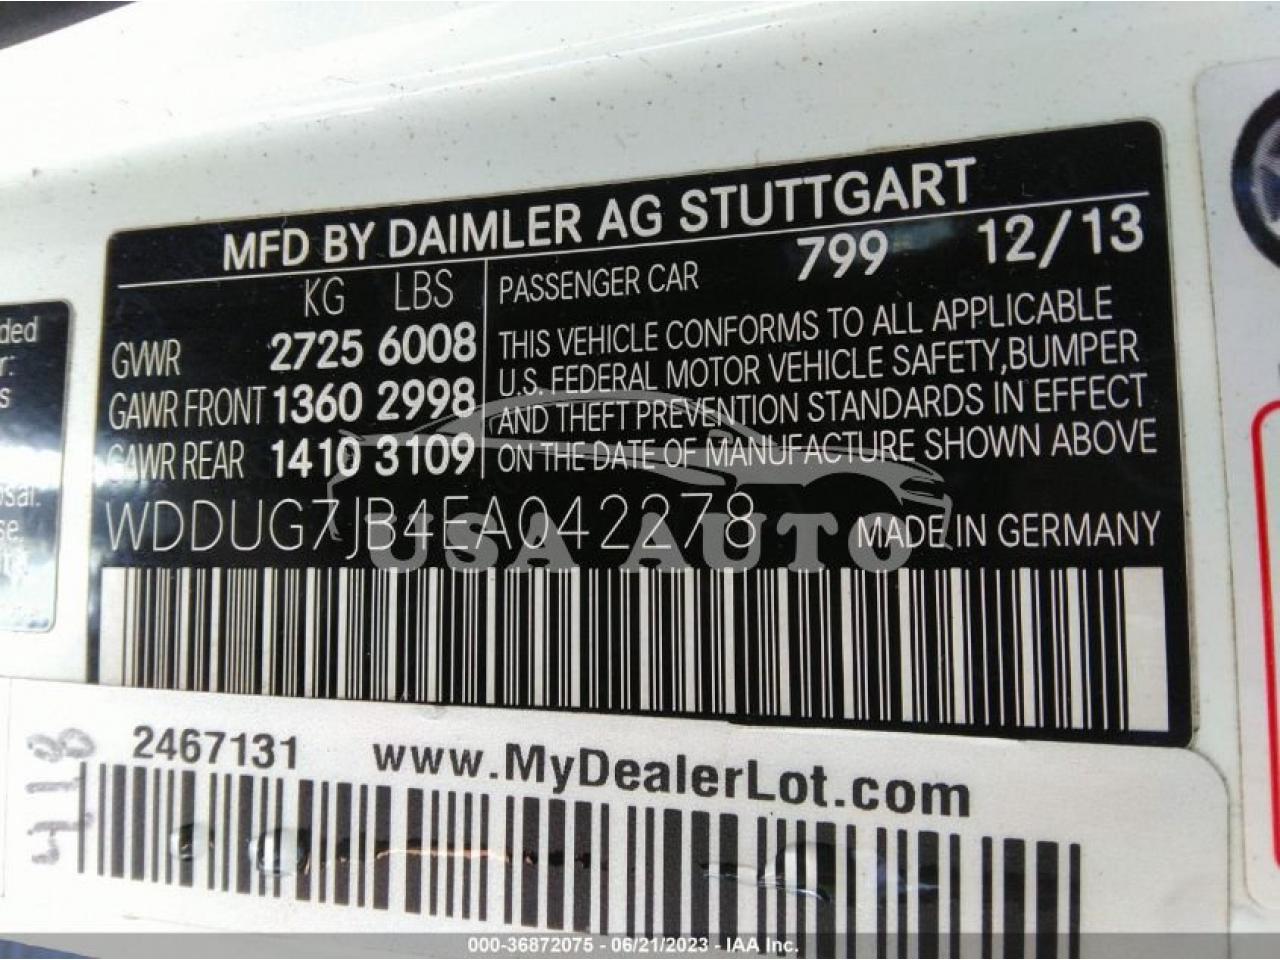 MFD BY DAIMLER AG STUTTGART
KG LBS
PASSENGER CAR 799 12/13
GVWR 2725 6008
GAWR FRONT 1360 2998
GAWR REAR 1410 3109
THIS VEHICLE CONFORMS TO ALL APPLICABLE
U.S. FEDERAL MOTOR VEHICLE SAFETY,BUMPER
AND THEFT PREVENTION STANDARDS IN EFFECT
ON THE DATE OF MANUFACTURE SHOWN ABOVE
WDDUG7JB4EA042278 MADE IN GERMANY
USA AUTO
2467131 www.MyDealerLot.com
000-36872075 - 06/21/2023 - IAA Inc.